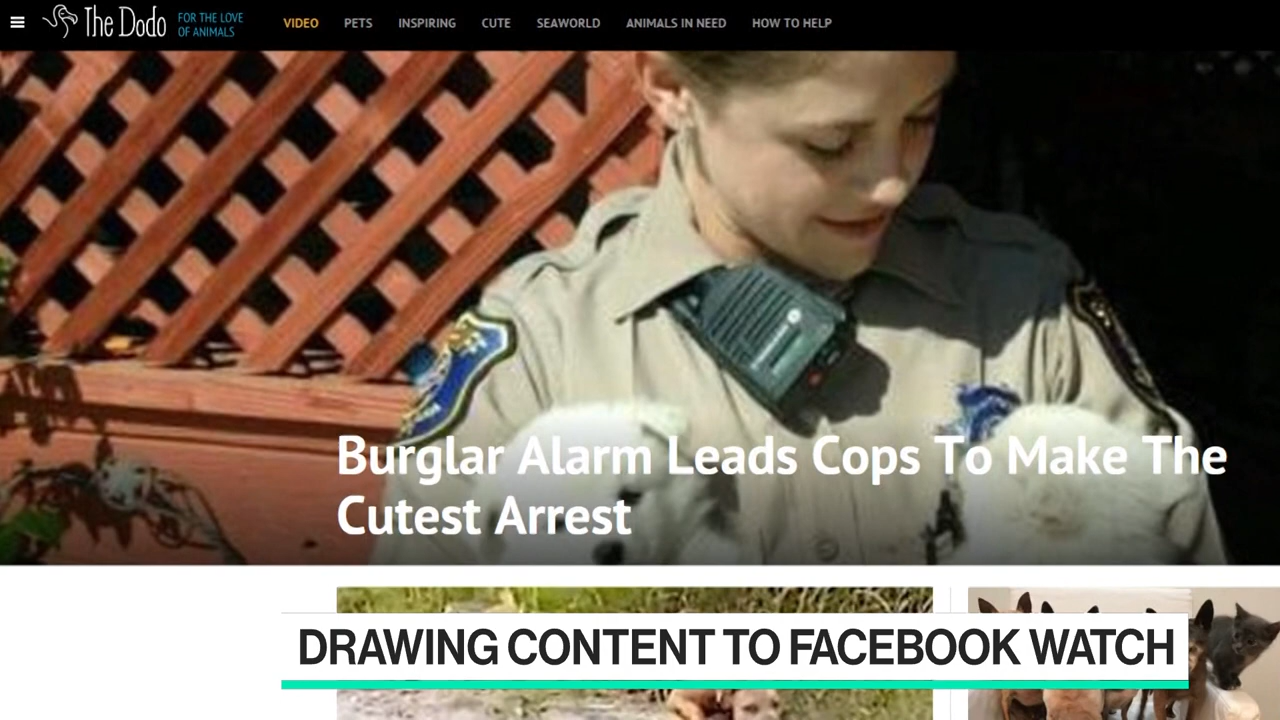 The Dodo
FOR THE LOVE
OF ANIMALS
VIDEO PETS INSPIRING CUTE SEAWORLD ANIMALS IN NEED HOW TO HELP
Burglar Alarm Leads Cops To Make The
Cutest Arrest
DRAWING CONTENT TO FACEBOOK WATCH